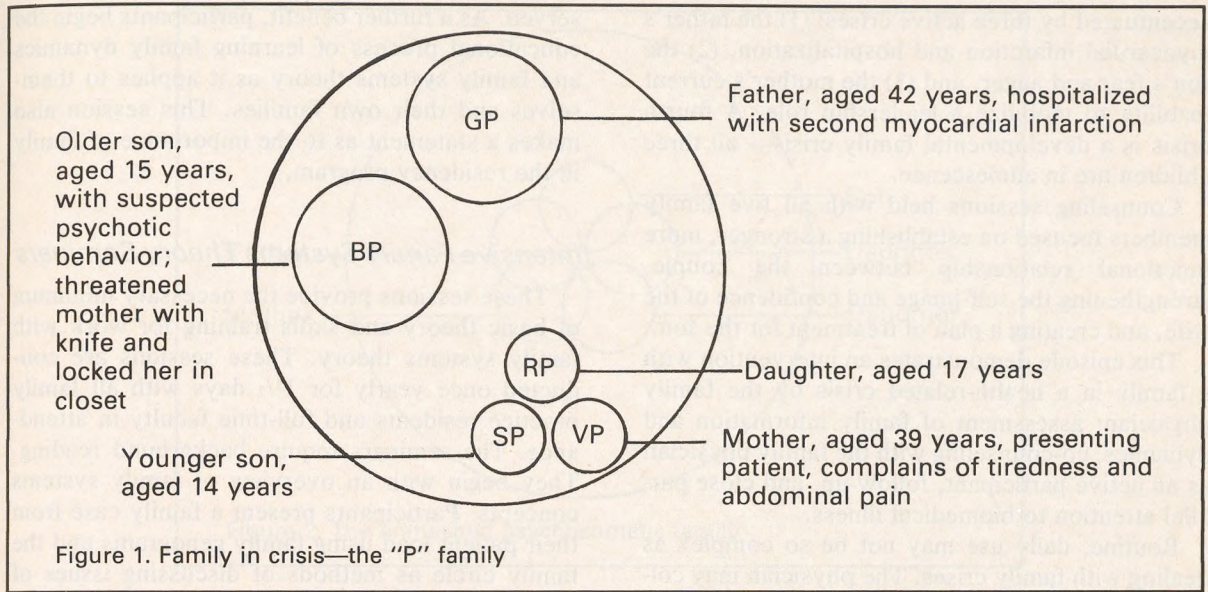 GP
Father, aged 42 years, hospitalized
with second myocardial infarction
Older son,
aged 15 years,
with suspected
psychotic
behavior;
threatened
mother with
knife and
locked her in
closet
BP
RP
Daughter, aged 17 years
SP
VP
Mother, aged 39 years, presenting
patient, complains of tiredness and
abdominal pain
Younger son,
aged 14 years
Figure 1. Family in crisis—the "P" family